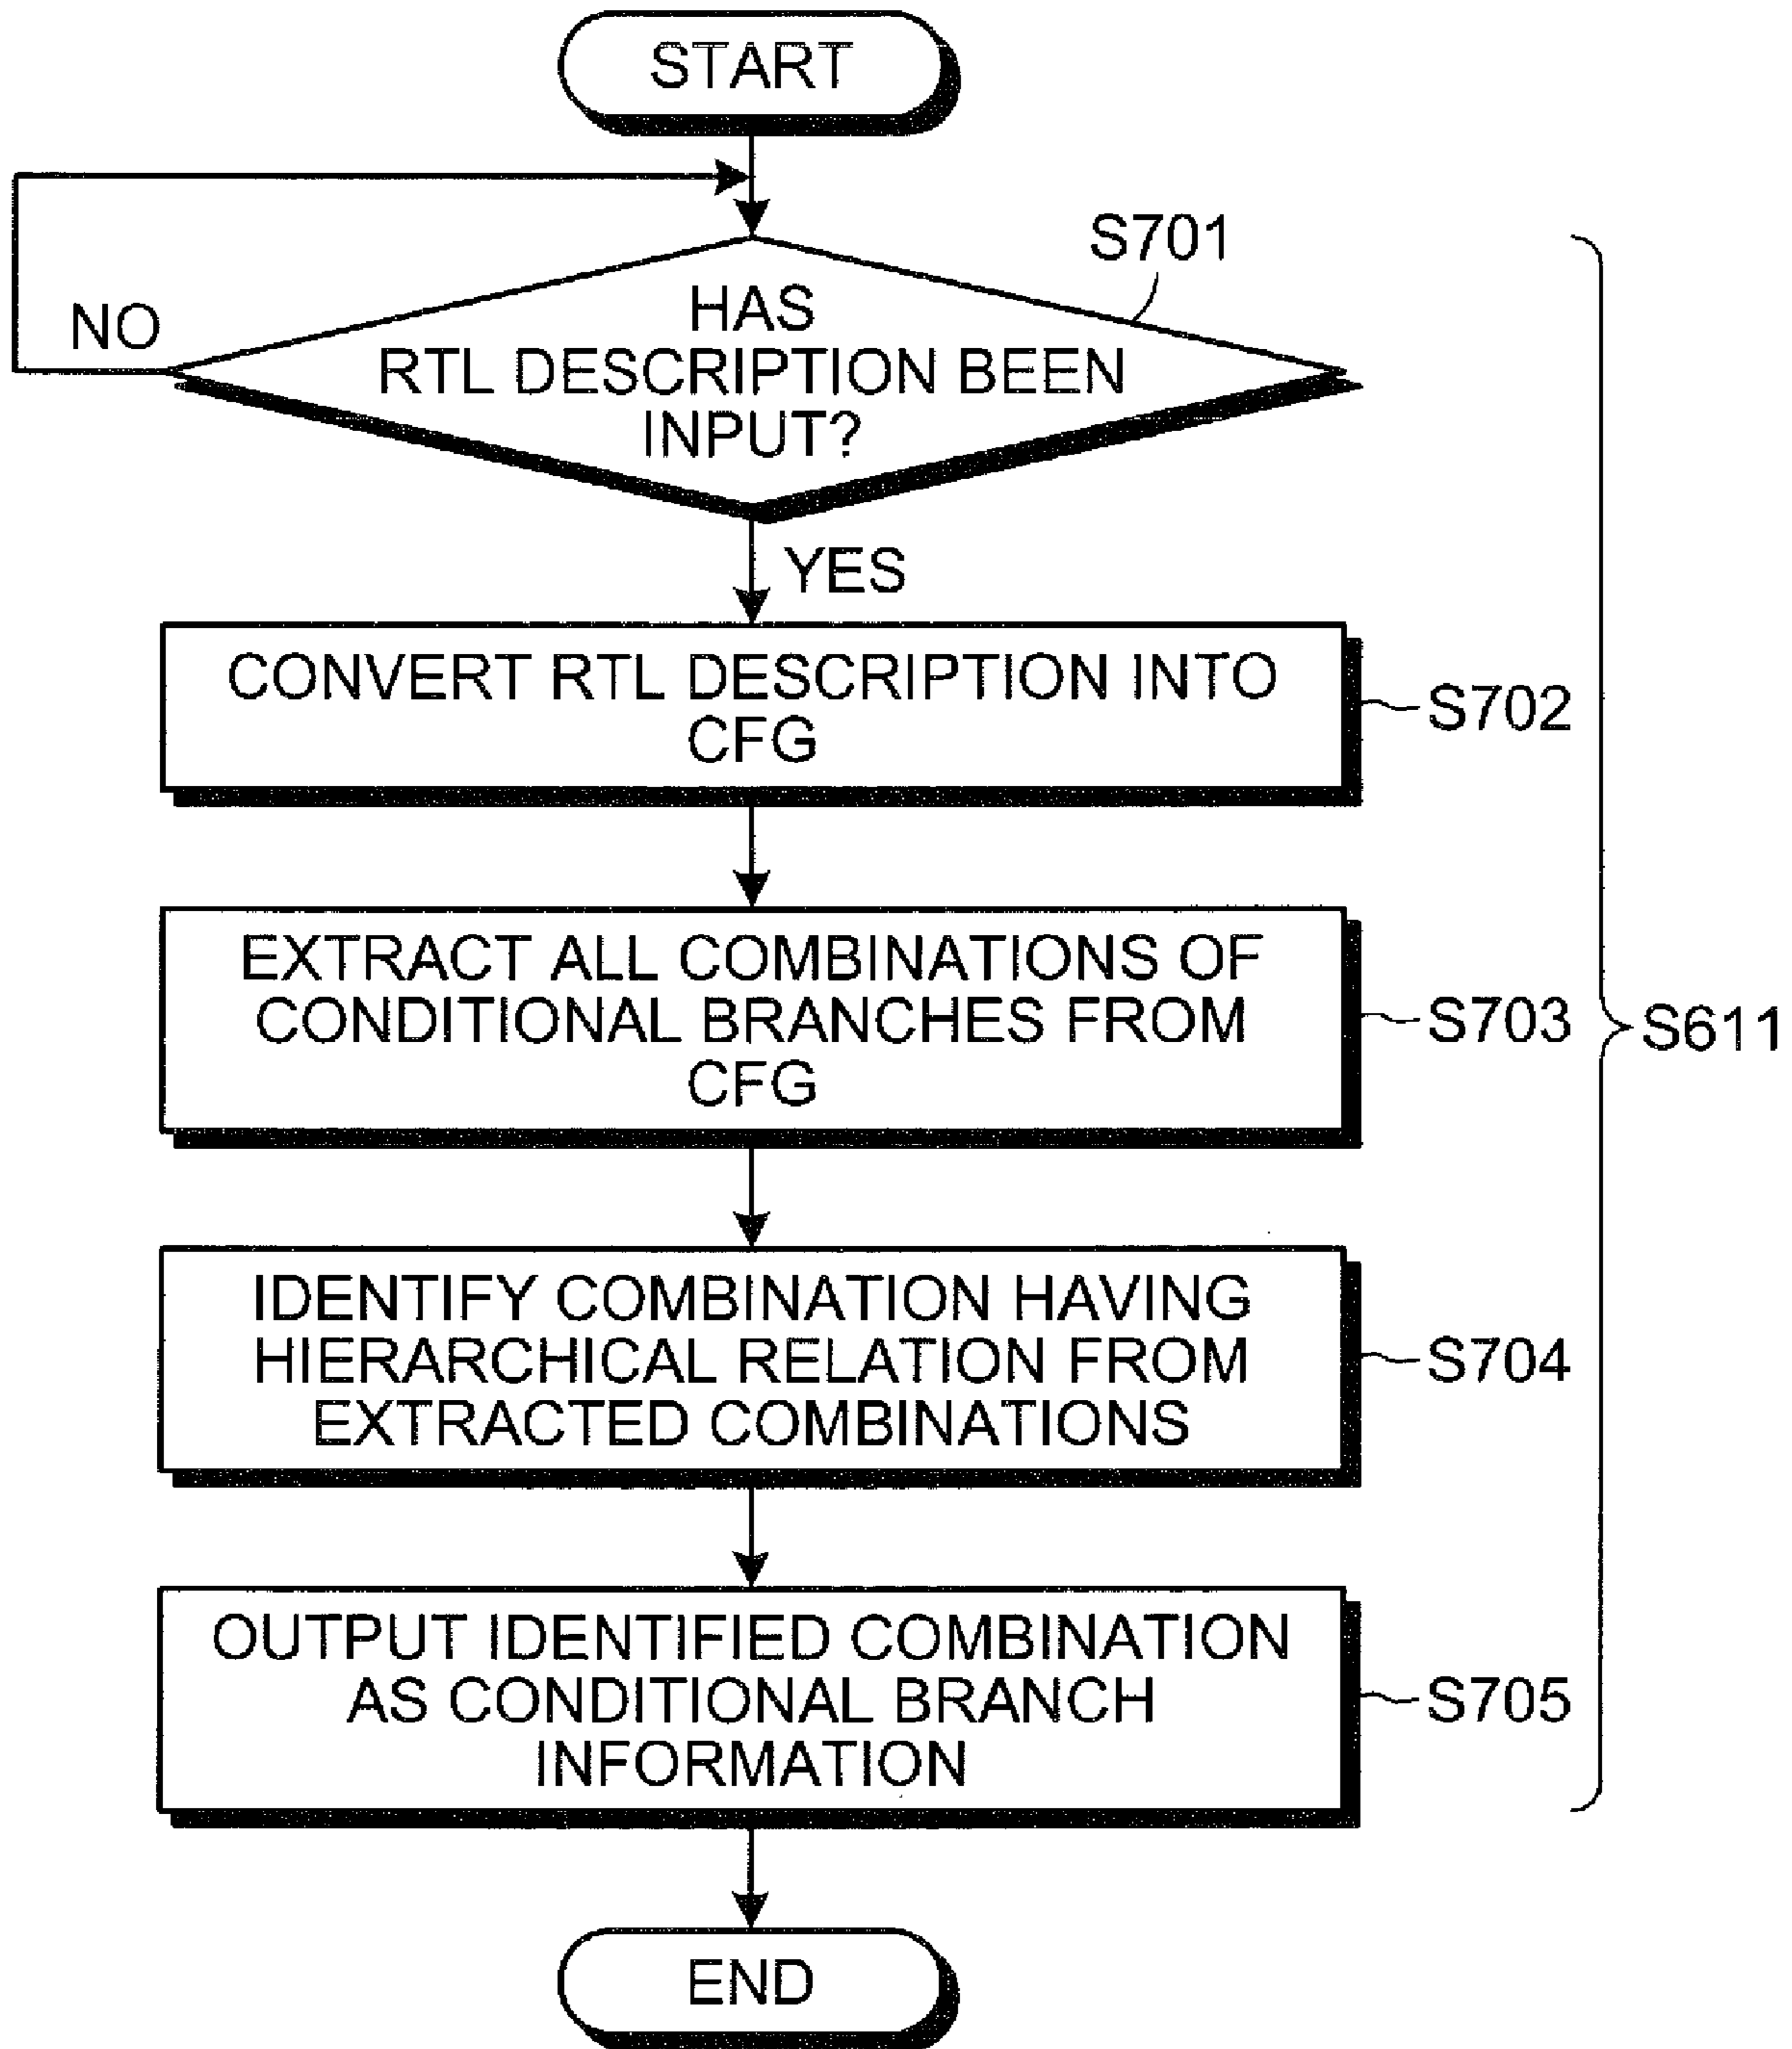 START
S701
NO
HAS
RTL DESCRIPTION BEEN
INPUT?
YES
CONVERT RTL DESCRIPTION INTO
CFG
S702
EXTRACT ALL COMBINATIONS OF
CONDITIONAL BRANCHES FROM
CFG
S703
S611
IDENTIFY COMBINATION HAVING
HIERARCHICAL RELATION FROM
EXTRACTED COMBINATIONS
S704
OUTPUT IDENTIFIED COMBINATION
AS CONDITIONAL BRANCH
INFORMATION
S705
END